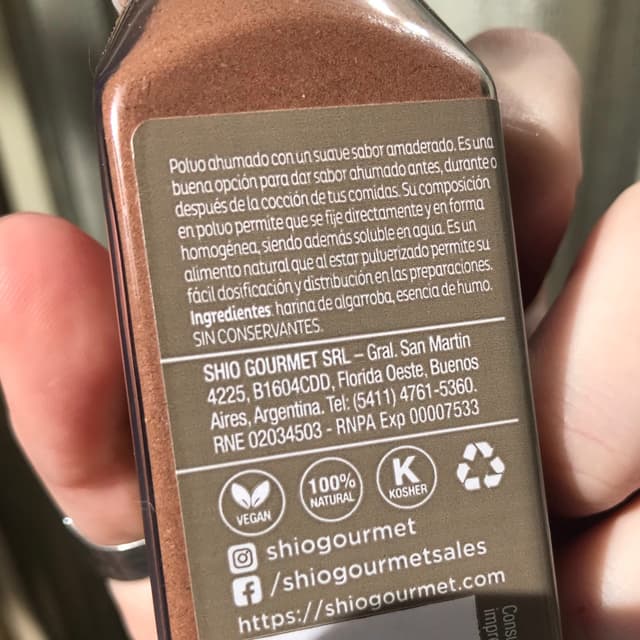 Polvo ahumado con un suave sabor amaderado. Es una
buena opción para dar sabor ahumado antes, durante o
después de la cocción de tus comidas. Su composición
en polvo permite que se fije directamente y en forma
homogénea, siendo además soluble en agua. Es un
alimento natural que al estar pulverizado permite su
fácil dosificación y distribución en las preparaciones.
Ingredientes: harina de algarroba, esencia de humo.
SIN CONSERVANTES.
SHIO GOURMET SRL – Gral. San Martin
4225, B1604CDD, Florida Oeste, Buenos
Aires, Argentina. Tel: (5411) 4761-5360.
RNE 02034503 - RNPA Exp 00007533
VEGAN
100%
NATURAL
K
KOSHER
shiogourmet
/shiogourmetsales
https://shiogourmet.com